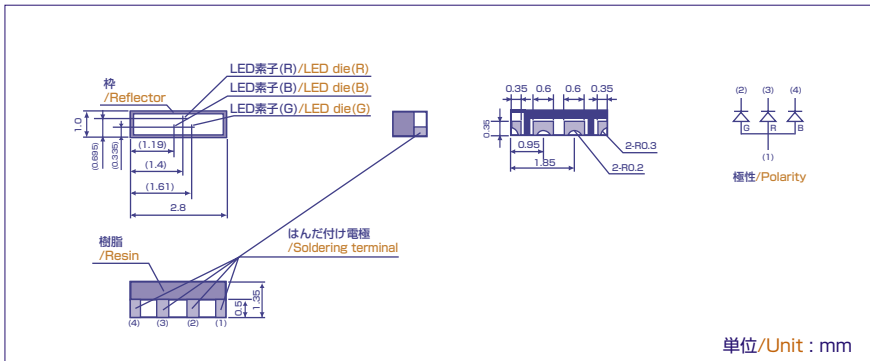 LED素子(R)/LED die(R)
LED素子(B)/LED die(B)
LED素子(G)/LED die(G)
枠
/Reflector
1.0
(0.695)
(0.335)
(1.19)
(1.4)
(1.61)
2.8
樹脂
/Resin
はんだ付け電極
/Soldering terminal
0.5
1.35
(4) (3) (2) (1)
0.35 0.6 0.6 0.35
0.35
0.95
1.85
2-R0.3
2-R0.2
(2) (3) (4)
G R B
(1)
極性/Polarity
単位/Unit : mm